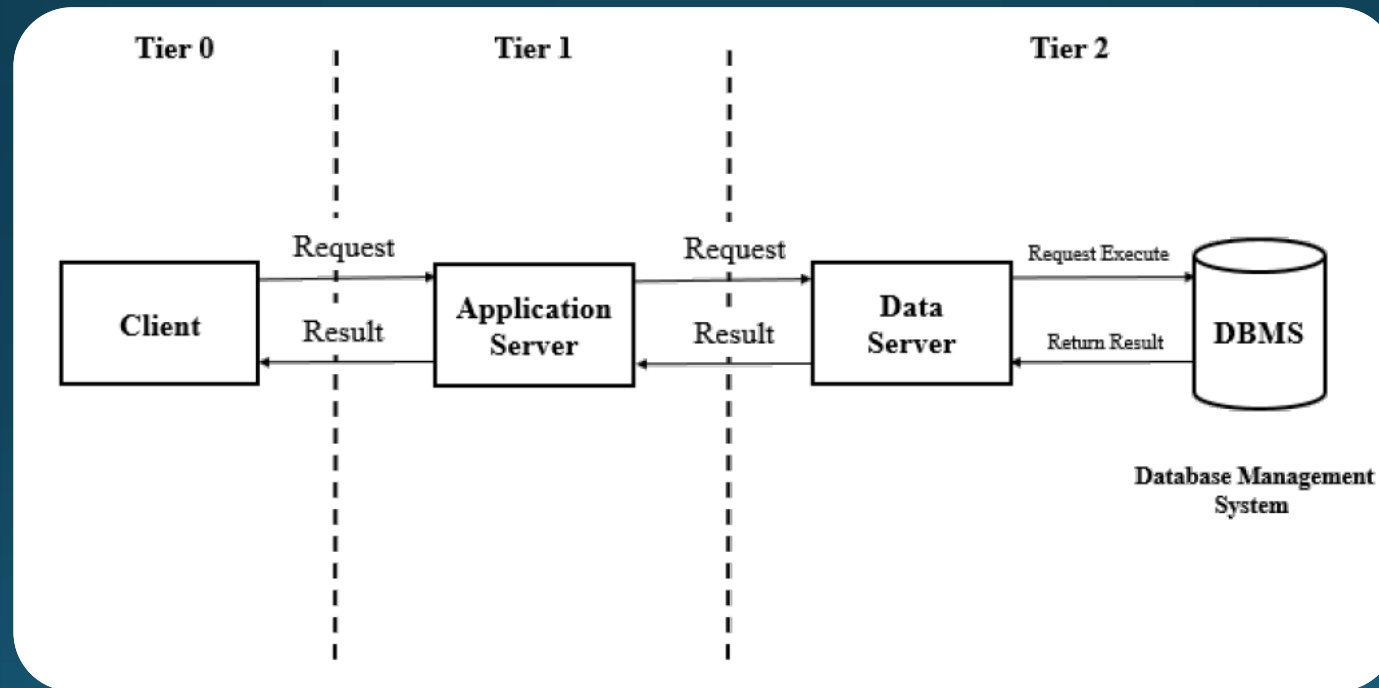 Tier 0
Tier 1
Tier 2
Request
Request
Request Execute
Client
Application
Server
Data
Server
DBMS
Result
Result
Return Result
Database Management
System